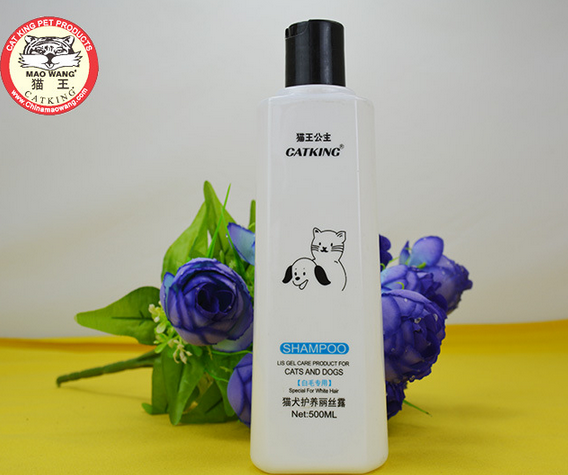 CAT KING PET PRODUCTS
MAO WANG®
猫 王
CATKING®
www.Chinamaowang.com
猫王公主
CATKING®
SHAMPOO
LIS GEL CARE PRODUCT FOR
CATS AND DOGS
【白毛专用】
Special For White Hair
猫犬护养丽丝露
Net:500ML